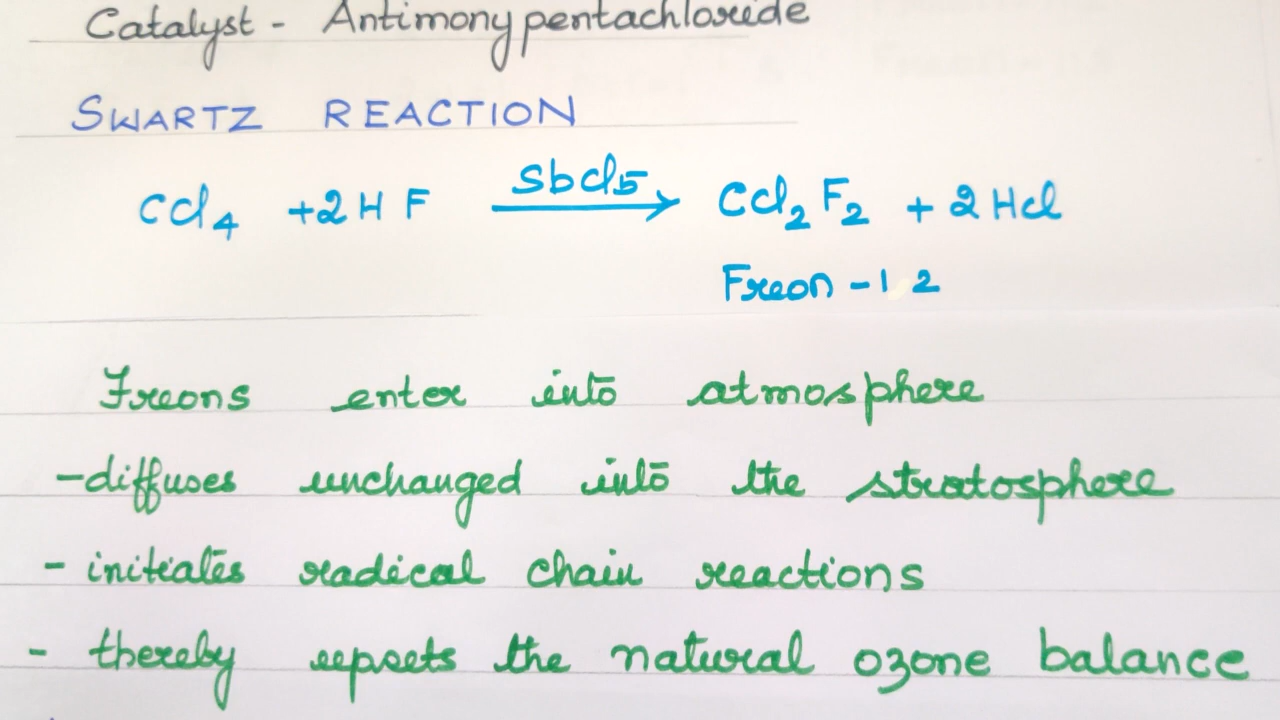 Catalyst - Antimony pentachloride
SWARTZ REACTION
CCl4 +2HF SbCl5 → CCl2F2 + 2HCl
Freon -12
Freons enter into atmosphere
-diffuses unchanged into the stratosphere
- initiates radical chain reactions
- thereby upsets the natural ozone balance